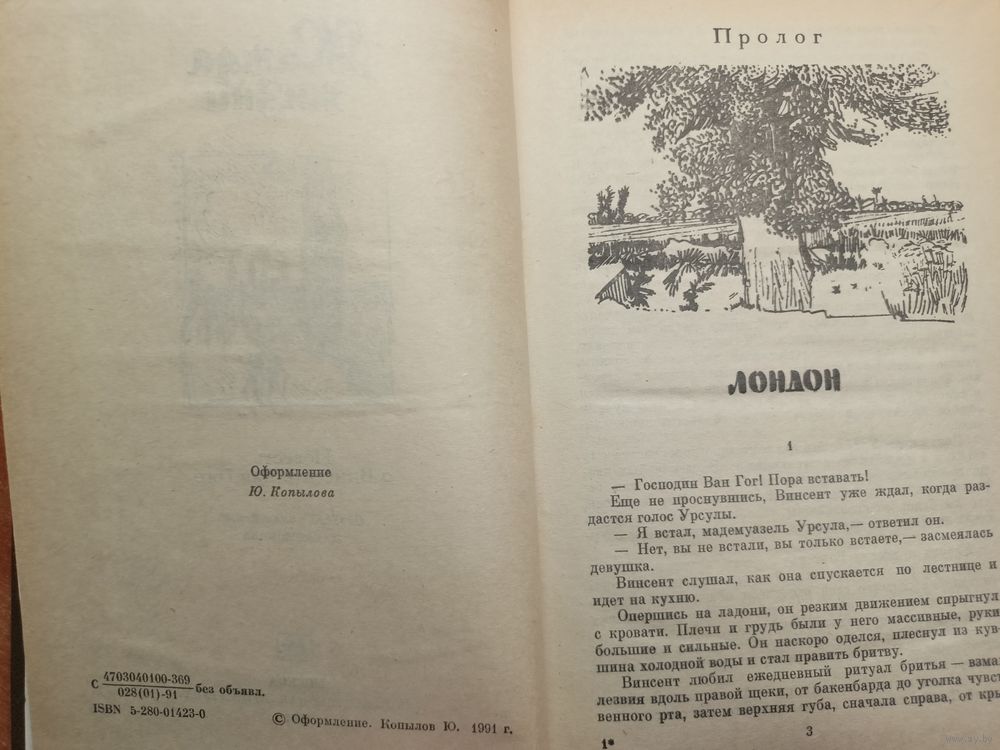 Оформление
Ю. Копылова
С 4703040100-369
028(01)-91 без объявл.
ISBN 5-280-01423-0
© Оформление. Копылов Ю. 1991 г.
Пролог
ЛОНДОН
1
— Господин Ван Гог! Пора вставать!
Еще не проснувшись, Винсент уже ждал, когда раз-
дастся голос Урсулы.
— Я встал, мадемуазель Урсула,— ответил он.
— Нет, вы не встали, вы только встаете,— засмеялась
девушка.
Винсент слушал, как она спускается по лестнице и
идет на кухню.
Опершись на ладони, он резким движением спрыгнул
с кровати. Плечи и грудь были у него массивные, руки
большие и сильные. Он наскоро оделся, плеснул из кув-
шина холодной воды и стал править бритву.
Винсент любил ежедневный ритуал бритья — взмах
лезвия вдоль правой щеки, от бакенбарда до уголка чувст
венного рта, затем верхняя губа, сначала справа, от кры
1*
3
www.ay.by